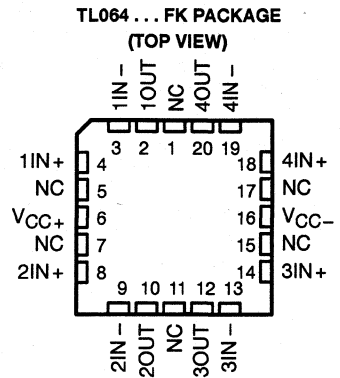 TL064 . . . FK PACKAGE
(TOP VIEW)
1IN –
1OUT
NC
4OUT
4IN –
3 2 1 20 19
1IN + 4 18 4IN +
NC 5 17 NC
VCC + 6 16 VCC –
NC 7 15 NC
2IN + 8 14 3IN +
9 10 11 12 13
2IN –
2OUT
NC
3OUT
3IN –